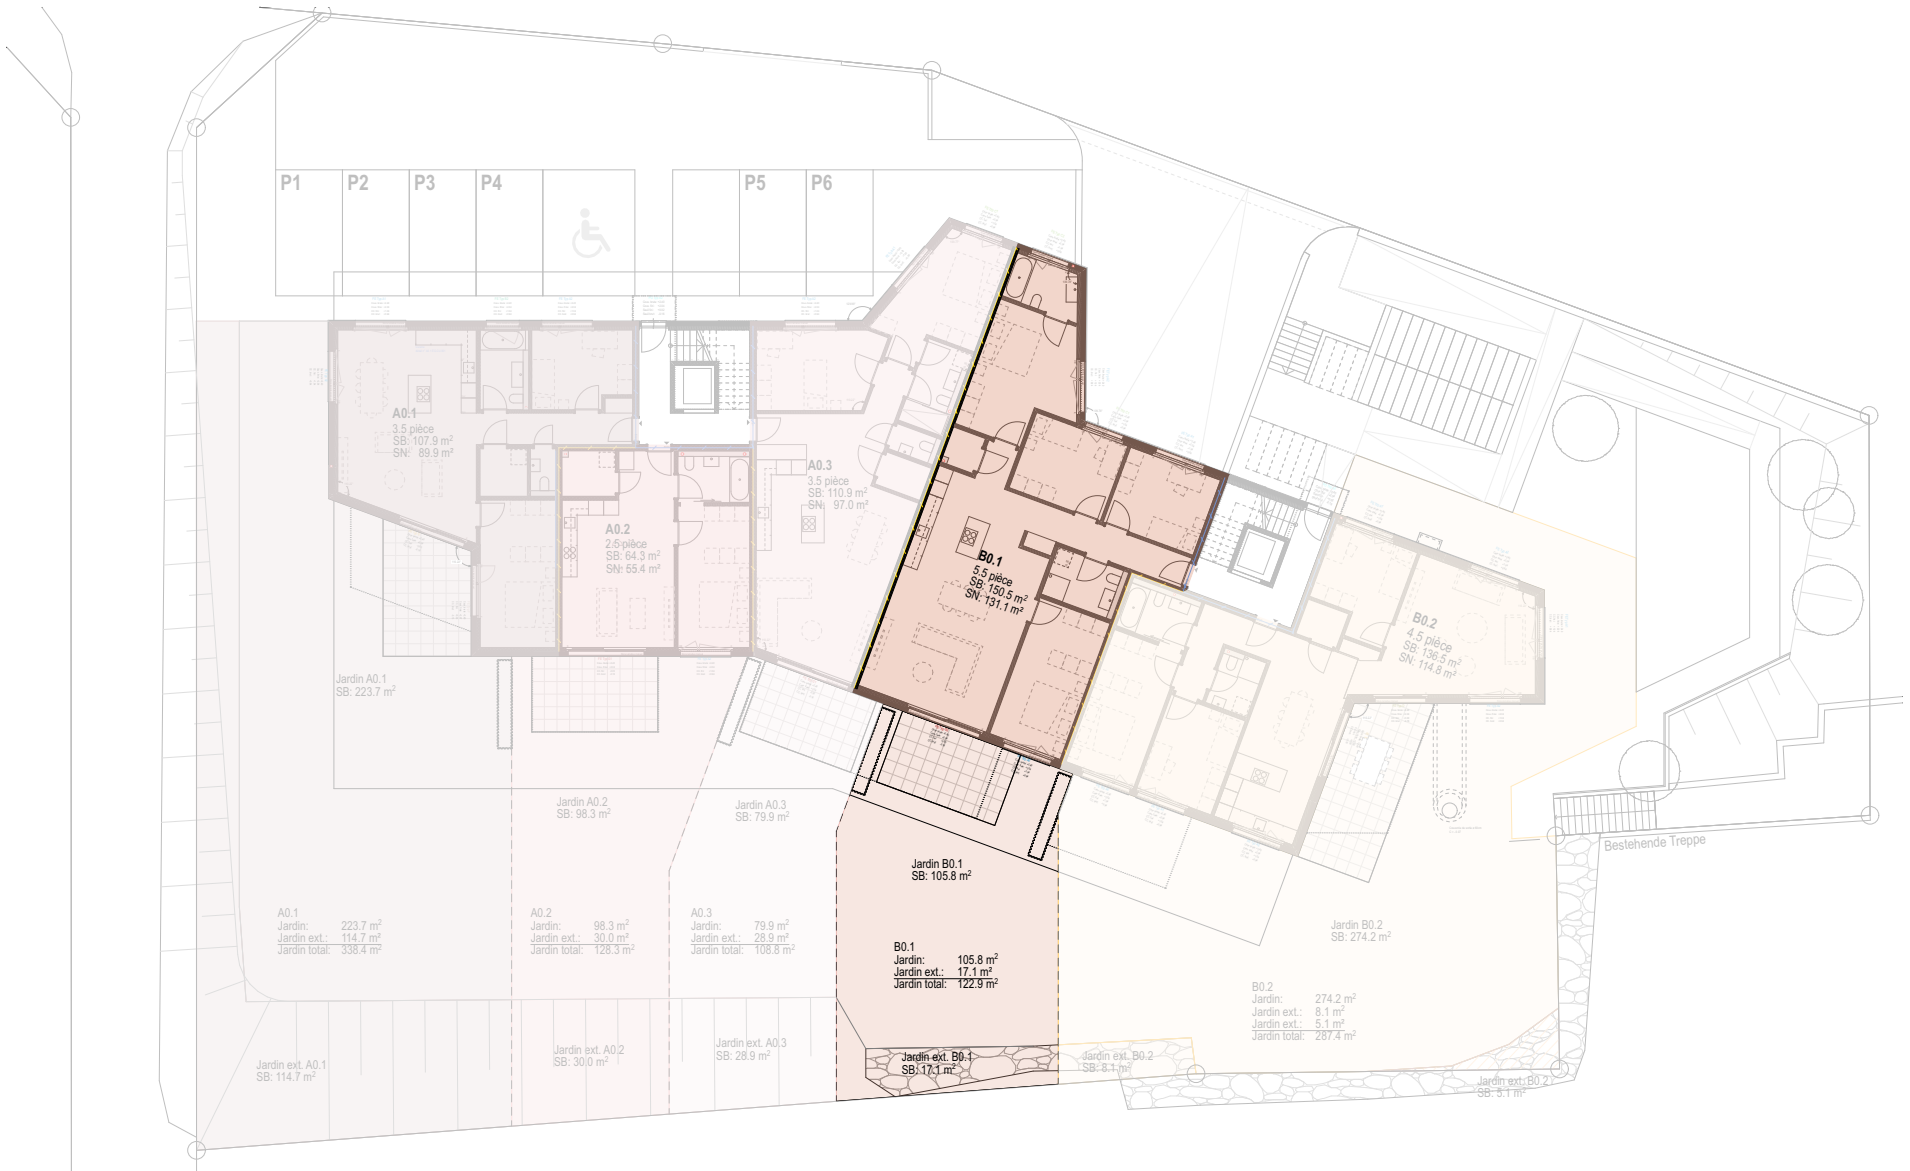 P1
P2
P3
P4
P5
P6
A0.1
3.5 pièce
SB: 107.9 m²
SN: 89.9 m²
A0.2
2.5 pièce
SB: 64.3 m²
SN: 55.4 m²
A0.3
3.5 pièce
SB: 110.9 m²
SN: 97.0 m²
B0.1
5.5 pièce
SB: 150.5 m²
SN: 131.1 m²
B0.2
4.5 pièce
SB: 136.5 m²
SN: 114.8 m²
Jardin A0.1
SB: 223.7 m²
Jardin A0.2
SB: 98.3 m²
Jardin A0.3
SB: 79.9 m²
Jardin B0.1
SB: 105.8 m²
Jardin B0.2
SB: 274.2 m²
Bestehende Treppe
A0.1
Jardin: 223.7 m²
Jardin ext.: 114.7 m²
Jardin total: 338.4 m²
A0.2
Jardin: 98.3 m²
Jardin ext.: 30.0 m²
Jardin total: 128.3 m²
A0.3
Jardin: 79.9 m²
Jardin ext.: 28.9 m²
Jardin total: 108.8 m²
B0.1
Jardin: 105.8 m²
Jardin ext.: 17.1 m²
Jardin total: 122.9 m²
B0.2
Jardin: 274.2 m²
Jardin ext.: 8.1 m²
Jardin ext.: 5.1 m²
Jardin total: 287.4 m²
Jardin ext. A0.1
SB: 114.7 m²
Jardin ext. A0.2
SB: 30.0 m²
Jardin ext. A0.3
SB: 28.9 m²
Jardin ext. B0.1
SB: 17.1 m²
Jardin ext. B0.2
SB: 8.1 m²
Jardin ext. B0.2
SB: 5.1 m²